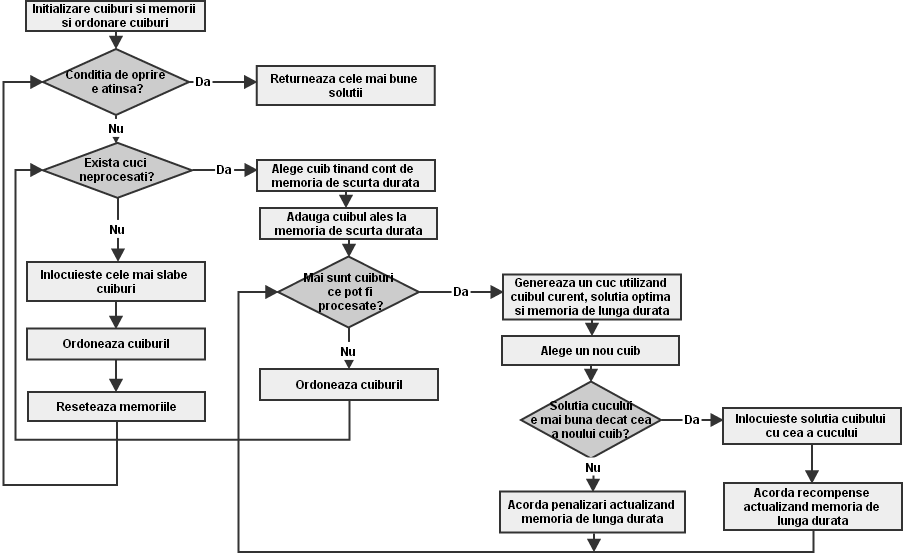 Initializare cuiburi si memorii
si ordonare cuiburi
Conditia de oprire
e atinsa?
Da
Returneaza cele mai bune
solutii
Nu
Exista cuci
neprocesati?
Da
Alege cuib tinand cont de
memoria de scurta durata
Adauga cuibul ales la
memoria de scurta durata
Nu
Inlocuieste cele mai slabe
cuiburi
Ordoneaza cuiburil
Reseteaza memoriile
Mai sunt cuiburi
ce pot fi
procesate?
Da
Genereaza un cuc utilizand
cuibul curent, solutia optima
si memoria de lunga durata
Nu
Ordoneaza cuiburil
Alege un nou cuib
Solutia cucului
e mai buna decat cea
a noului cuib?
Da
Inlocuieste solutia cuibului
cu cea a cucului
Nu
Acorda penalizari actualizand
memoria de lunga durata
Acorda recompense
actualizand memoria de
lunga durata